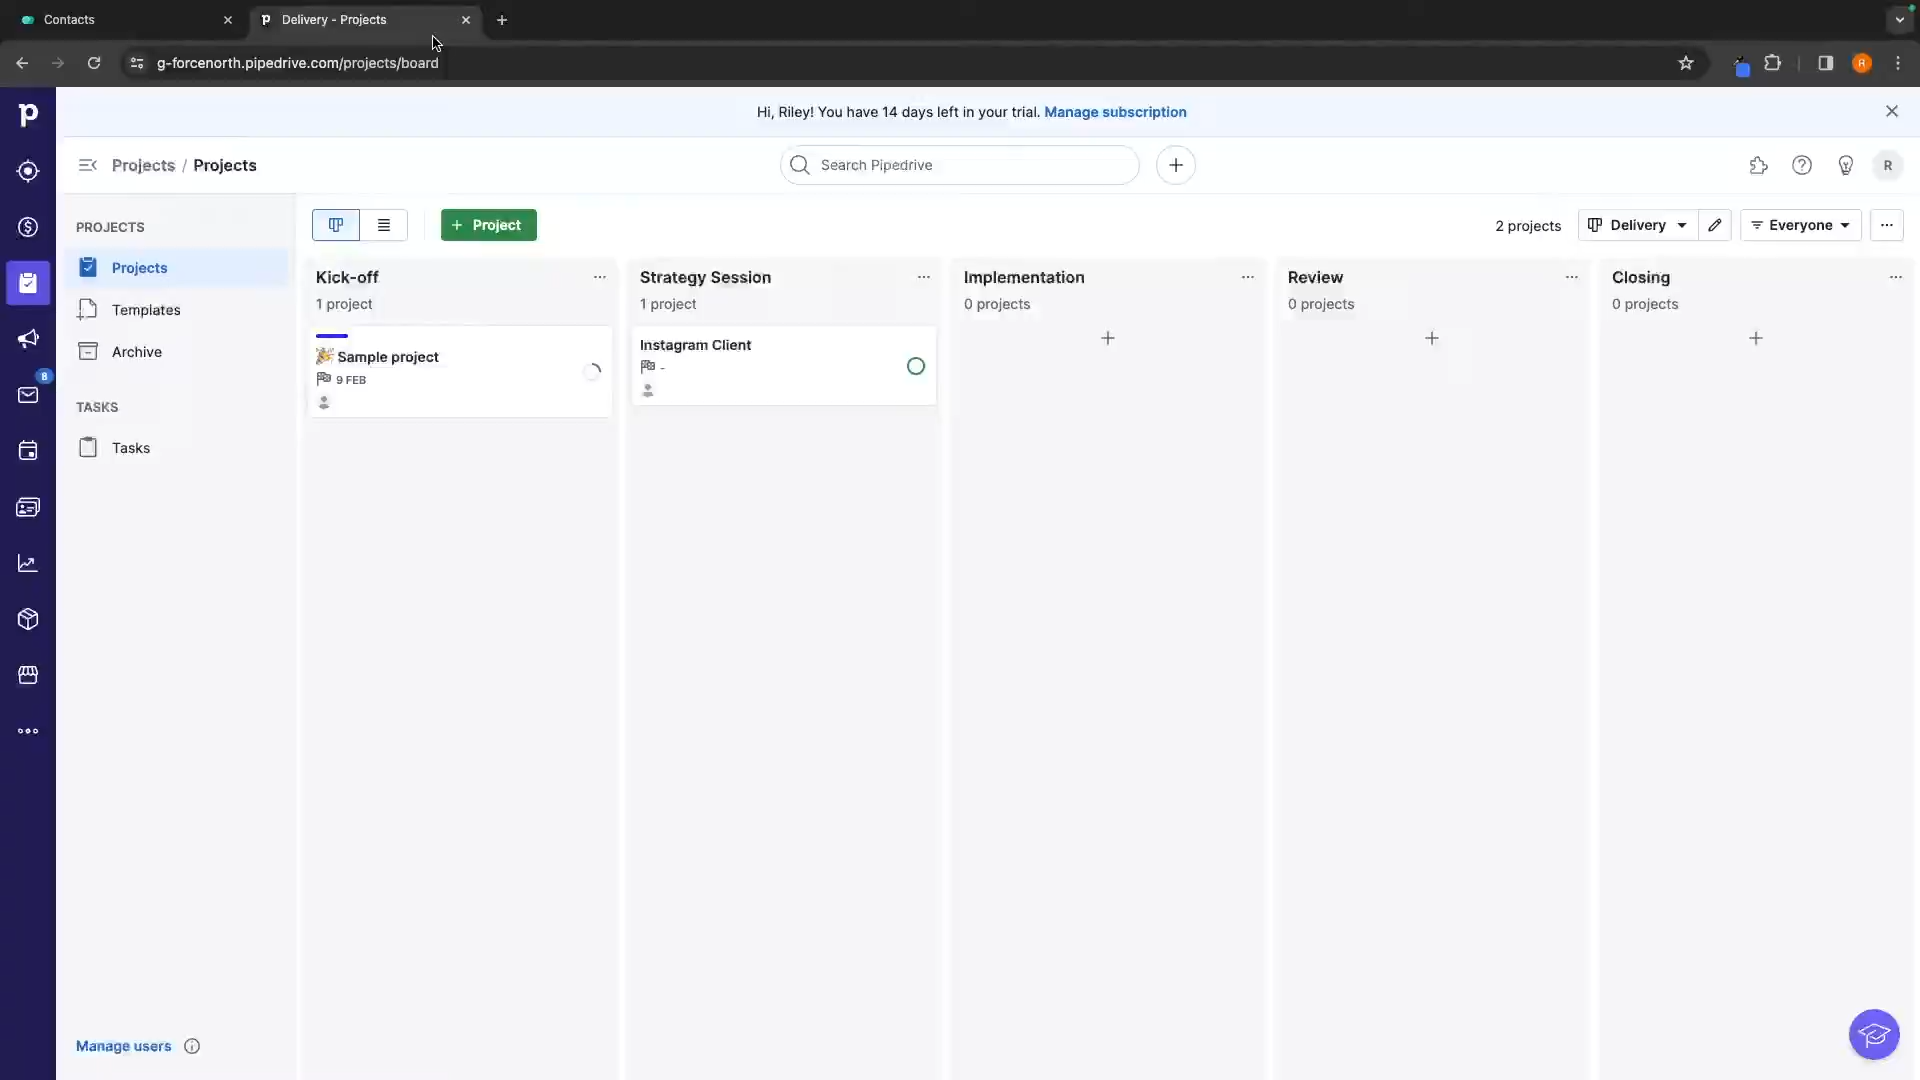 Contacts
Delivery - Projects
g-forcenorth.pipedrive.com/projects/board
Hi, Riley! You have 14 days left in your trial. Manage subscription
Projects / Projects
Search Pipedrive
R
R
PROJECTS
Projects
Templates
Archive
8
TASKS
Tasks
Manage users
+ Project
2 projects
Delivery
Everyone
Kick-off
1 project
Sample project
9 FEB
Strategy Session
1 project
Instagram Client
-
Implementation
0 projects
Review
0 projects
Closing
0 projects